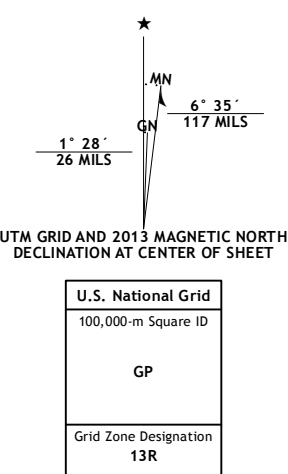 MN
6° 35´
117 MILS
GN
1° 28´
26 MILS
UTM GRID AND 2013 MAGNETIC NORTH
DECLINATION AT CENTER OF SHEET
U.S. National Grid
100,000-m Square ID
GP
Grid Zone Designation
13R